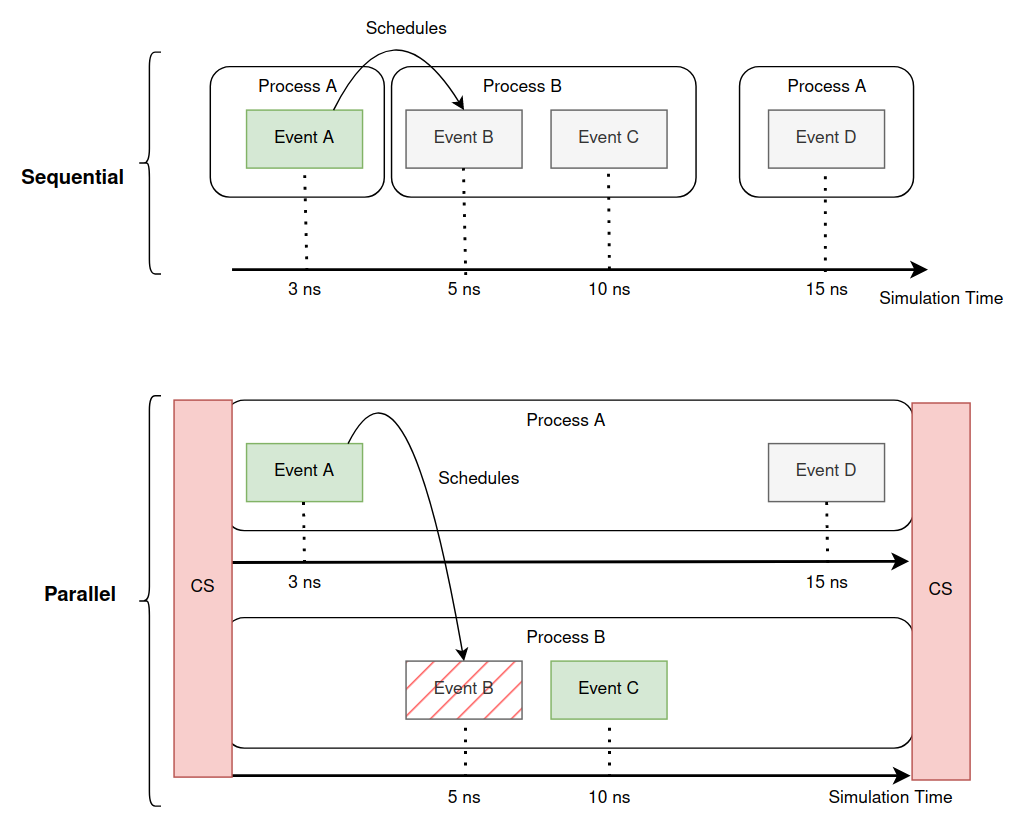 Schedules
Process A
Process B
Process A
Event A
Event B
Event C
Event D
Sequential
3 ns
5 ns
10 ns
15 ns
Simulation Time
Process A
Event A
Event D
Schedules
CS
3 ns
15 ns
CS
Parallel
Process B
Event B
Event C
5 ns
10 ns
Simulation Time